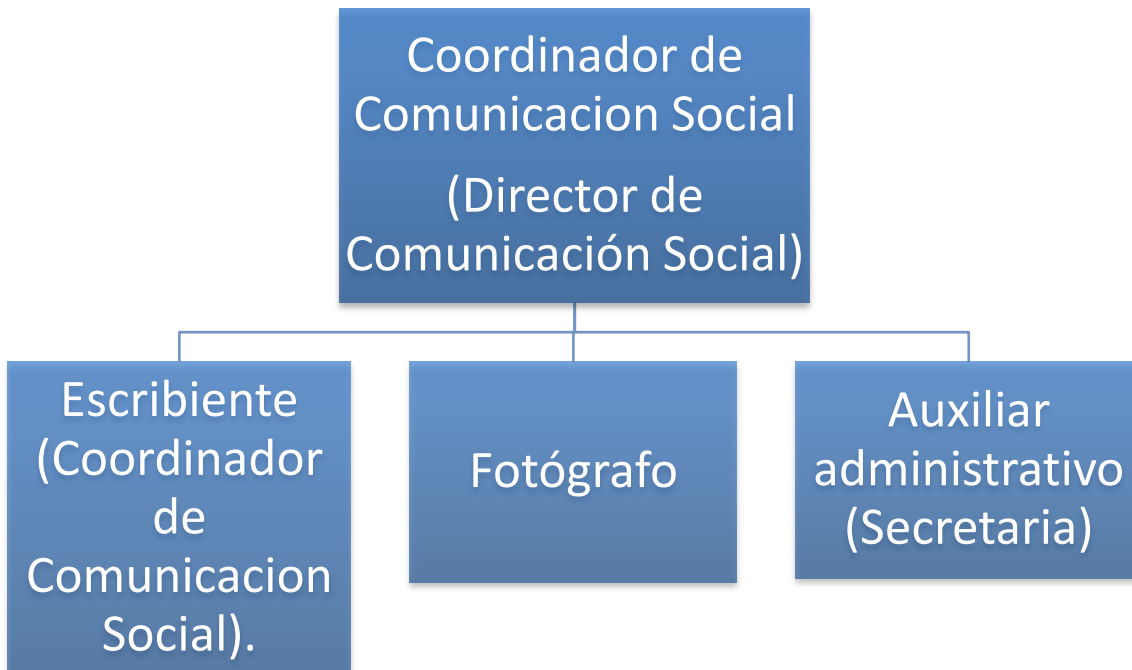 Coordinador de
Comunicacion Social
(Director de
Comunicación Social)
Escribiente
(Coordinador
de
Comunicacion
Social).
Fotógrafo
Auxiliar
administrativo
(Secretaria)